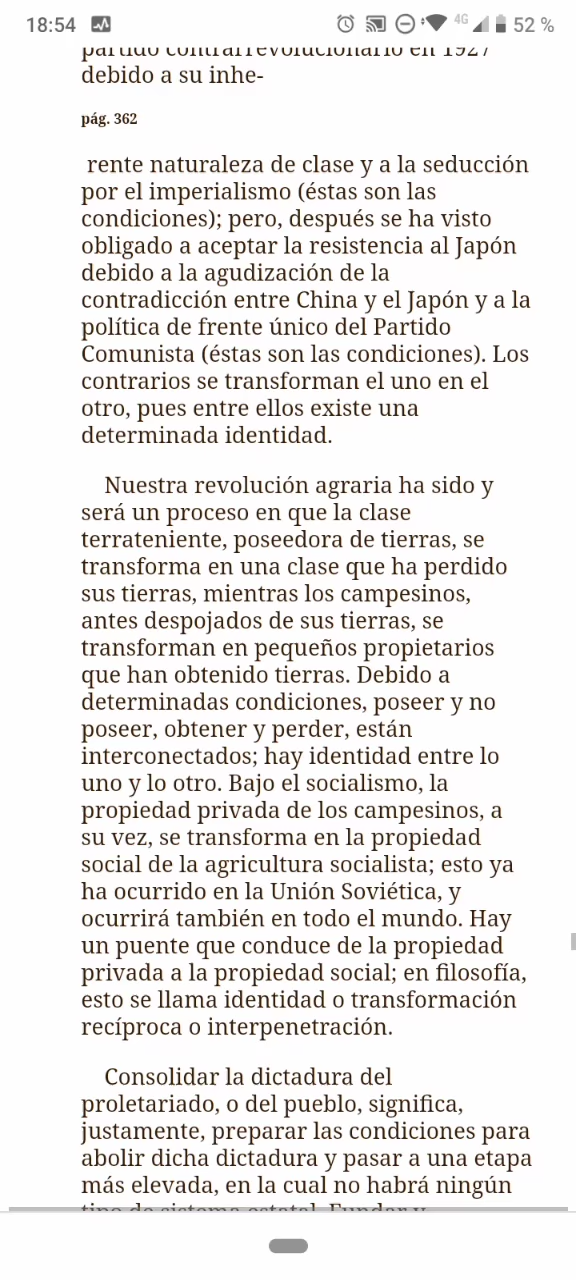 18:54 4G 52 %
partido contrarrevolucionario en 1927
debido a su inhe-
pág. 362
rente naturaleza de clase y a la seducción
por el imperialismo (éstas son las
condiciones); pero, después se ha visto
obligado a aceptar la resistencia al Japón
debido a la agudización de la
contradicción entre China y el Japón y a la
política de frente único del Partido
Comunista (éstas son las condiciones). Los
contrarios se transforman el uno en el
otro, pues entre ellos existe una
determinada identidad.
Nuestra revolución agraria ha sido y
será un proceso en que la clase
terrateniente, poseedora de tierras, se
transforma en una clase que ha perdido
sus tierras, mientras los campesinos,
antes despojados de sus tierras, se
transforman en pequeños propietarios
que han obtenido tierras. Debido a
determinadas condiciones, poseer y no
poseer, obtener y perder, están
interconectados; hay identidad entre lo
uno y lo otro. Bajo el socialismo, la
propiedad privada de los campesinos, a
su vez, se transforma en la propiedad
social de la agricultura socialista; esto ya
ha ocurrido en la Unión Soviética, y
ocurrirá también en todo el mundo. Hay
un puente que conduce de la propiedad
privada a la propiedad social; en filosofía,
esto se llama identidad o transformación
recíproca o interpenetración.
Consolidar la dictadura del
proletariado, o del pueblo, significa,
justamente, preparar las condiciones para
abolir dicha dictadura y pasar a una etapa
más elevada, en la cual no habrá ningún
tipo de sistema estatal. Fundar y